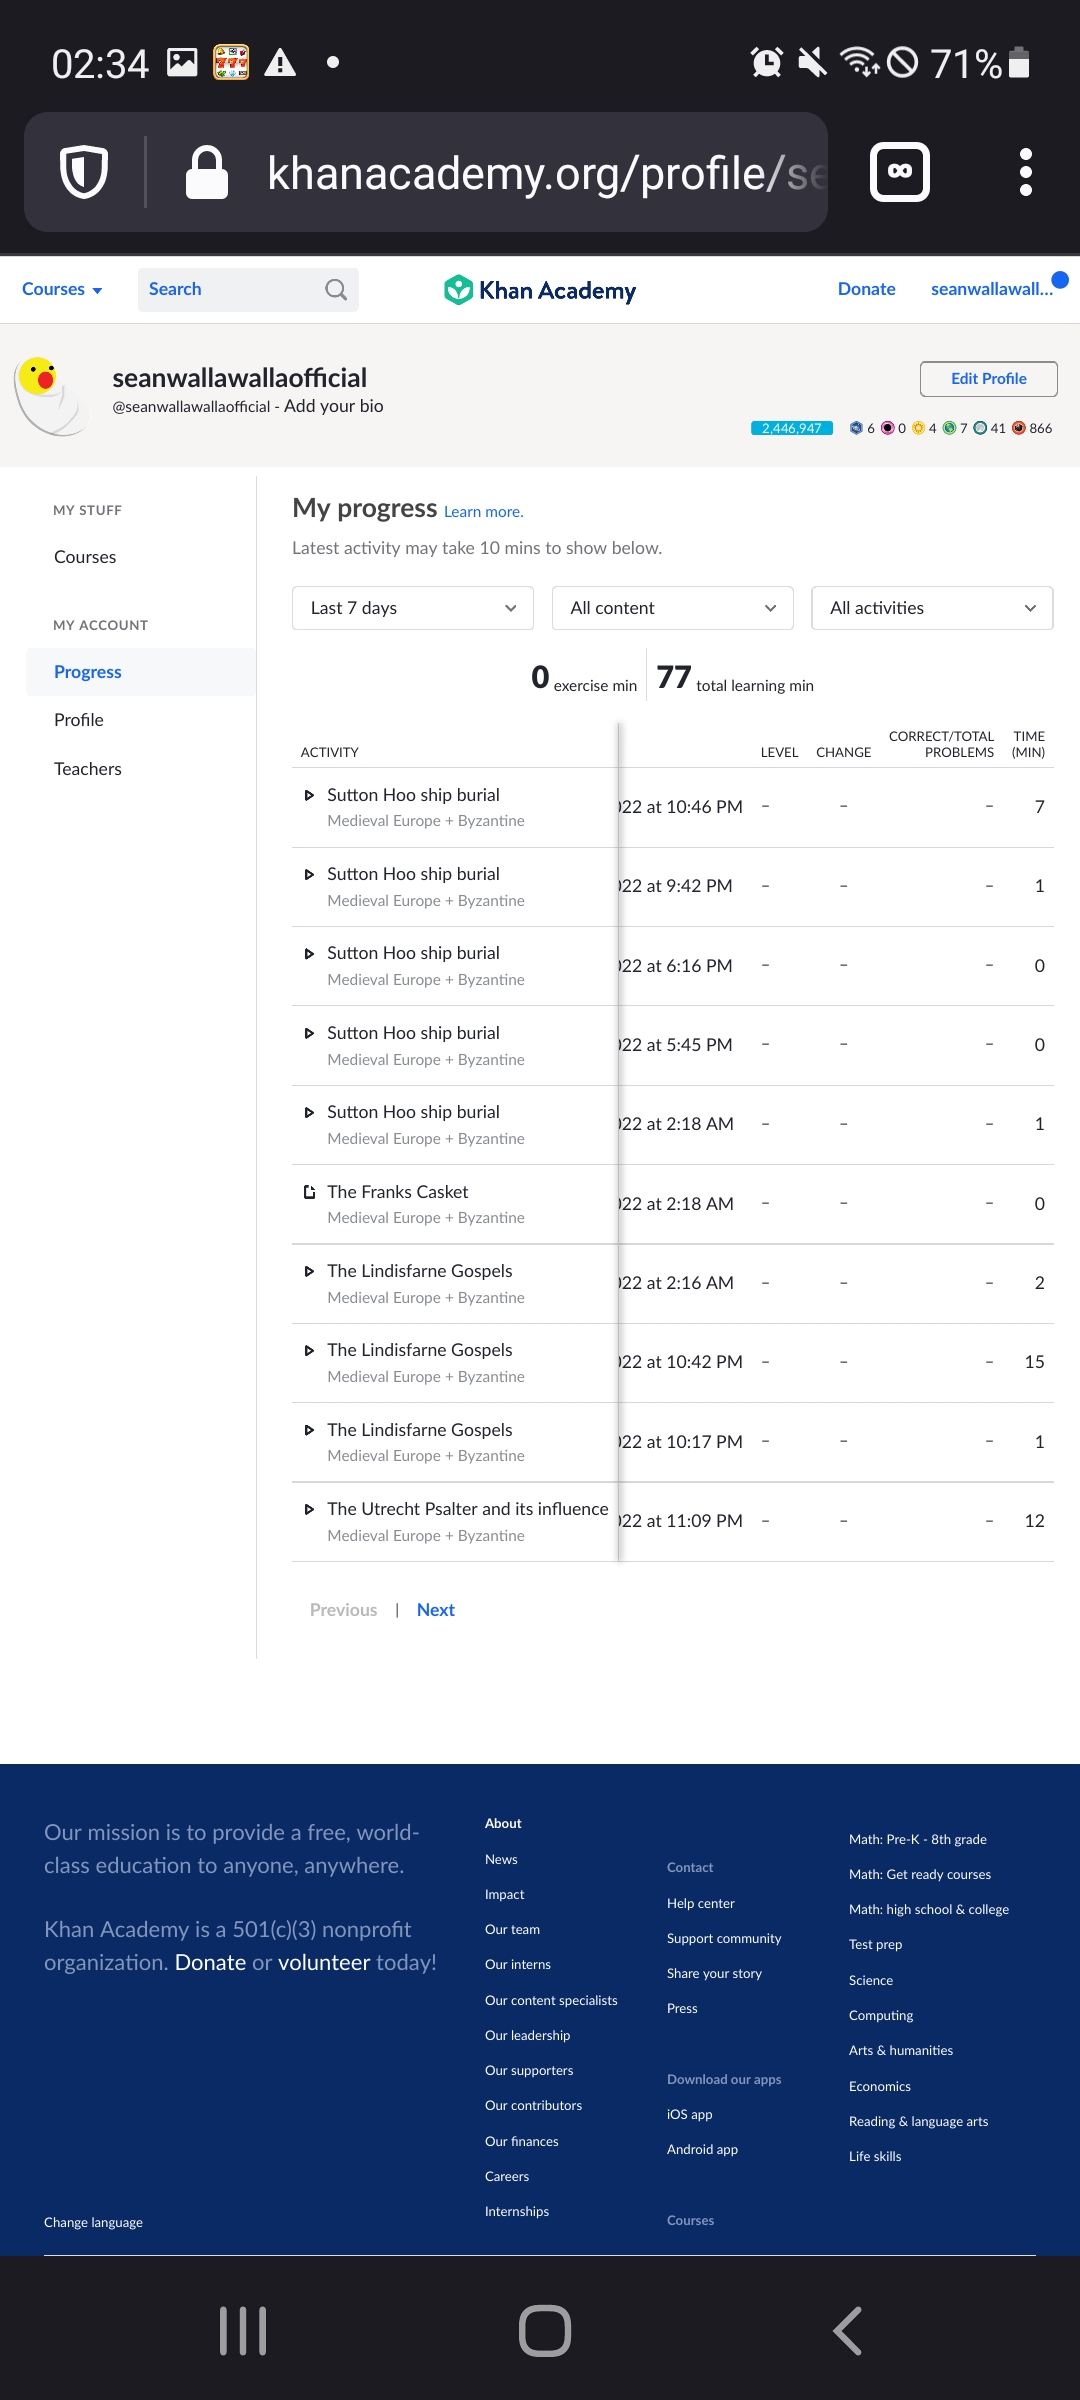 02:34 71%
khanacademy.org/profile/se
Courses Search Khan Academy Donate seanwallawall...
seanwallawallaofficial
@seanwallawallaofficial - Add your bio
Edit Profile
2,446,947 6 0 4 7 41 866
MY STUFF
Courses
MY ACCOUNT
Progress
Profile
Teachers
My progress Learn more.
Latest activity may take 10 mins to show below.
Last 7 days All content All activities
0 exercise min 77 total learning min
ACTIVITY LEVEL CHANGE CORRECT/TOTAL PROBLEMS TIME (MIN)
Sutton Hoo ship burial 022 at 10:46 PM – – – 7
Medieval Europe + Byzantine
Sutton Hoo ship burial 022 at 9:42 PM – – – 1
Medieval Europe + Byzantine
Sutton Hoo ship burial 022 at 6:16 PM – – – 0
Medieval Europe + Byzantine
Sutton Hoo ship burial 022 at 5:45 PM – – – 0
Medieval Europe + Byzantine
Sutton Hoo ship burial 022 at 2:18 AM – – – 1
Medieval Europe + Byzantine
The Franks Casket 022 at 2:18 AM – – – 0
Medieval Europe + Byzantine
The Lindisfarne Gospels 022 at 2:16 AM – – – 2
Medieval Europe + Byzantine
The Lindisfarne Gospels 022 at 10:42 PM – – – 15
Medieval Europe + Byzantine
The Lindisfarne Gospels 022 at 10:17 PM – – – 1
Medieval Europe + Byzantine
The Utrecht Psalter and its influence 022 at 11:09 PM – – – 12
Medieval Europe + Byzantine
Previous | Next
Our mission is to provide a free, world-
class education to anyone, anywhere.
Khan Academy is a 501(c)(3) nonprofit
organization. Donate or volunteer today!
About
News
Impact
Our team
Our interns
Our content specialists
Our leadership
Our supporters
Our contributors
Our finances
Careers
Internships
Contact
Help center
Support community
Share your story
Press
Download our apps
iOS app
Android app
Courses
Math: Pre-K - 8th grade
Math: Get ready courses
Math: high school & college
Test prep
Science
Computing
Arts & humanities
Economics
Reading & language arts
Life skills
Change language